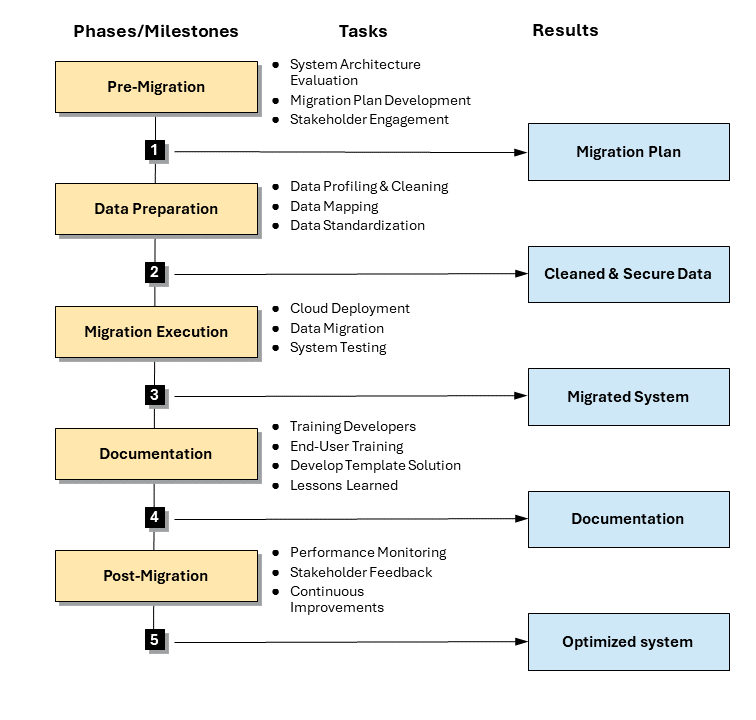 Phases/Milestones
Tasks
Results
Pre-Migration
● System Architecture
Evaluation
● Migration Plan Development
● Stakeholder Engagement
1
Migration Plan
Data Preparation
● Data Profiling & Cleaning
● Data Mapping
● Data Standardization
2
Cleaned & Secure Data
Migration Execution
● Cloud Deployment
● Data Migration
● System Testing
3
Migrated System
Documentation
● Training Developers
● End-User Training
● Develop Template Solution
● Lessons Learned
4
Documentation
Post-Migration
● Performance Monitoring
● Stakeholder Feedback
● Continuous
Improvements
5
Optimized system